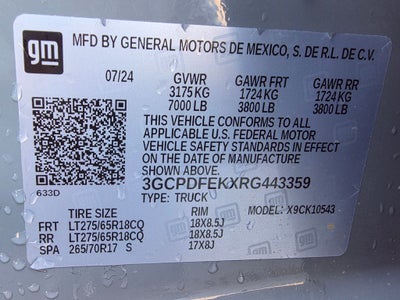 gm MFD BY GENERAL MOTORS DE MEXICO, S. DE R.L. DE C.V.
07/24 GVWR GAWR FRT GAWR RR
3175 KG 1724 KG 1724 KG
7000 LB 3800 LB 3800 LB
THIS VEHICLE CONFORMS TO ALL
APPLICABLE U.S. FEDERAL MOTOR
VEHICLE SAFETY STANDARDS IN EFFECT
ON THE DATE OF MANUFACTURE SHOWN ABOVE.
633D
3GCPDFEKXRG443359
TYPE: TRUCK
TIRE SIZE RIM MODEL: X9CK10543
FRT LT275/65R18CQ 18X8.5J
RR LT275/65R18CQ 18X8.5J
SPA 265/70R17 S 17X8J